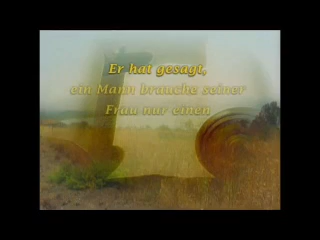 Er hat gesagt,
ein Mann brauche seiner
Frau nur einen